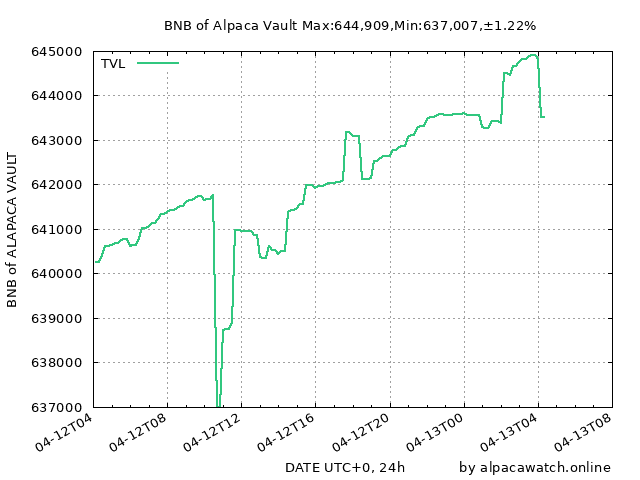 BNB of Alpaca Vault Max:644,909,Min:637,007,±1.22%
TVL
645000
644000
643000
642000
641000
640000
639000
638000
637000
BNB of ALAPACA VAULT
04-12T04
04-12T08
04-12T12
04-12T16
04-12T20
04-13T00
04-13T04
04-13T08
DATE UTC+0, 24h
by alpacawatch.online